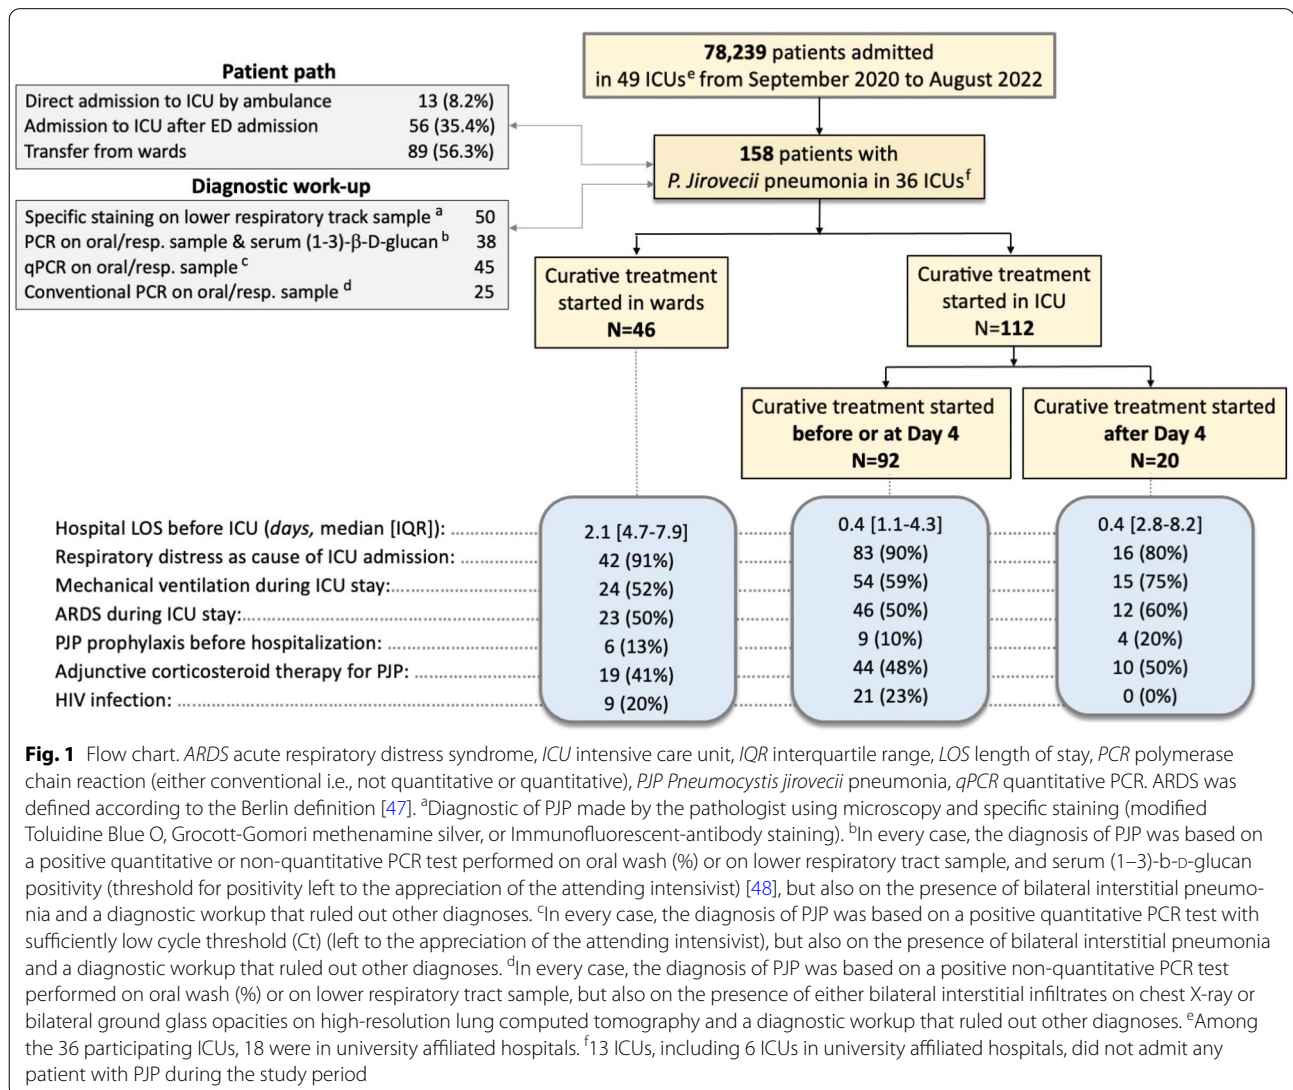 78,239 patients admitted
in 49 ICUsᵉ from September 2020 to August 2022
Patient path
Direct admission to ICU by ambulance 13 (8.2%)
Admission to ICU after ED admission 56 (35.4%)
Transfer from wards 89 (56.3%)
158 patients with
P. Jirovecii pneumonia in 36 ICUsᶠ
Diagnostic work-up
Specific staining on lower respiratory track sample ᵃ 50
PCR on oral/resp. sample & serum (1-3)-β-D-glucan ᵇ 38
qPCR on oral/resp. sample ᶜ 45
Conventional PCR on oral/resp. sample ᵈ 25
Curative treatment
started in wards
N=46
Curative treatment
started in ICU
N=112
Curative treatment started
before or at Day 4
N=92
Curative treatment started
after Day 4
N=20
Hospital LOS before ICU (days, median [IQR]): 2.1 [4.7-7.9] 0.4 [1.1-4.3] 0.4 [2.8-8.2]
Respiratory distress as cause of ICU admission: 42 (91%) 83 (90%) 16 (80%)
Mechanical ventilation during ICU stay: 24 (52%) 54 (59%) 15 (75%)
ARDS during ICU stay: 23 (50%) 46 (50%) 12 (60%)
PJP prophylaxis before hospitalization: 6 (13%) 9 (10%) 4 (20%)
Adjunctive corticosteroid therapy for PJP: 19 (41%) 44 (48%) 10 (50%)
HIV infection: 9 (20%) 21 (23%) 0 (0%)
Fig. 1 Flow chart. ARDS acute respiratory distress syndrome, ICU intensive care unit, IQR interquartile range, LOS length of stay, PCR polymerase
chain reaction (either conventional i.e., not quantitative or quantitative), PJP Pneumocystis jirovecii pneumonia, qPCR quantitative PCR. ARDS was
defined according to the Berlin definition [47]. ᵃDiagnostic of PJP made by the pathologist using microscopy and specific staining (modified
Toluidine Blue O, Grocott-Gomori methenamine silver, or Immunofluorescent-antibody staining). ᵇIn every case, the diagnosis of PJP was based on
a positive quantitative or non-quantitative PCR test performed on oral wash (%) or on lower respiratory tract sample, and serum (1–3)-b-D-glucan
positivity (threshold for positivity left to the appreciation of the attending intensivist) [48], but also on the presence of bilateral interstitial pneumo-
nia and a diagnostic workup that ruled out other diagnoses. ᶜIn every case, the diagnosis of PJP was based on a positive quantitative PCR test with
sufficiently low cycle threshold (Ct) (left to the appreciation of the attending intensivist), but also on the presence of bilateral interstitial pneumonia
and a diagnostic workup that ruled out other diagnoses. ᵈIn every case, the diagnosis of PJP was based on a positive non-quantitative PCR test
performed on oral wash (%) or on lower respiratory tract sample, but also on the presence of either bilateral interstitial infiltrates on chest X-ray or
bilateral ground glass opacities on high-resolution lung computed tomography and a diagnostic workup that ruled out other diagnoses. ᵉAmong
the 36 participating ICUs, 18 were in university affiliated hospitals. ᶠ13 ICUs, including 6 ICUs in university affiliated hospitals, did not admit any
patient with PJP during the study period